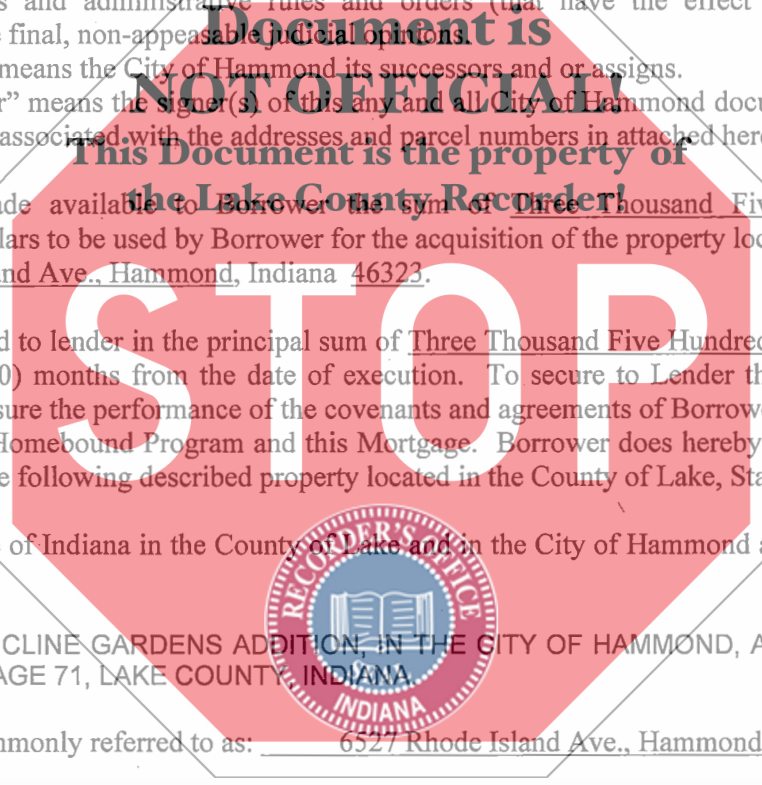 s and administrative rules and orders (that have the effect
Document is
final, non-appeasable judicial opinions.
means the City of Hammond its successors and or assigns.
NOT OFFICIAL!
r” means the signer(s) of this any and all City of Hammond docu
associated with the addresses and parcel numbers in attached her
This Document is the property of
the Lake County Recorder!
de available to Borrower the sum of Three Thousand Fiv
lars to be used by Borrower for the acquisition of the property loc
nd Ave., Hammond, Indiana 46323.
STOP
d to lender in the principal sum of Three Thousand Five Hundred
0) months from the date of execution. To secure to Lender th
sure the performance of the covenants and agreements of Borrow
Homebound Program and this Mortgage. Borrower does hereby
e following described property located in the County of Lake, Sta
of Indiana in the County of Lake and in the City of Hammond a
RECORDER'S OFFICE
CLINE GARDENS ADDITION, IN THE CITY OF HAMMOND, A
AGE 71, LAKE COUNTY, INDIANA
SEAL
INDIANA
mmonly referred to as: 6527 Rhode Island Ave., Hammond